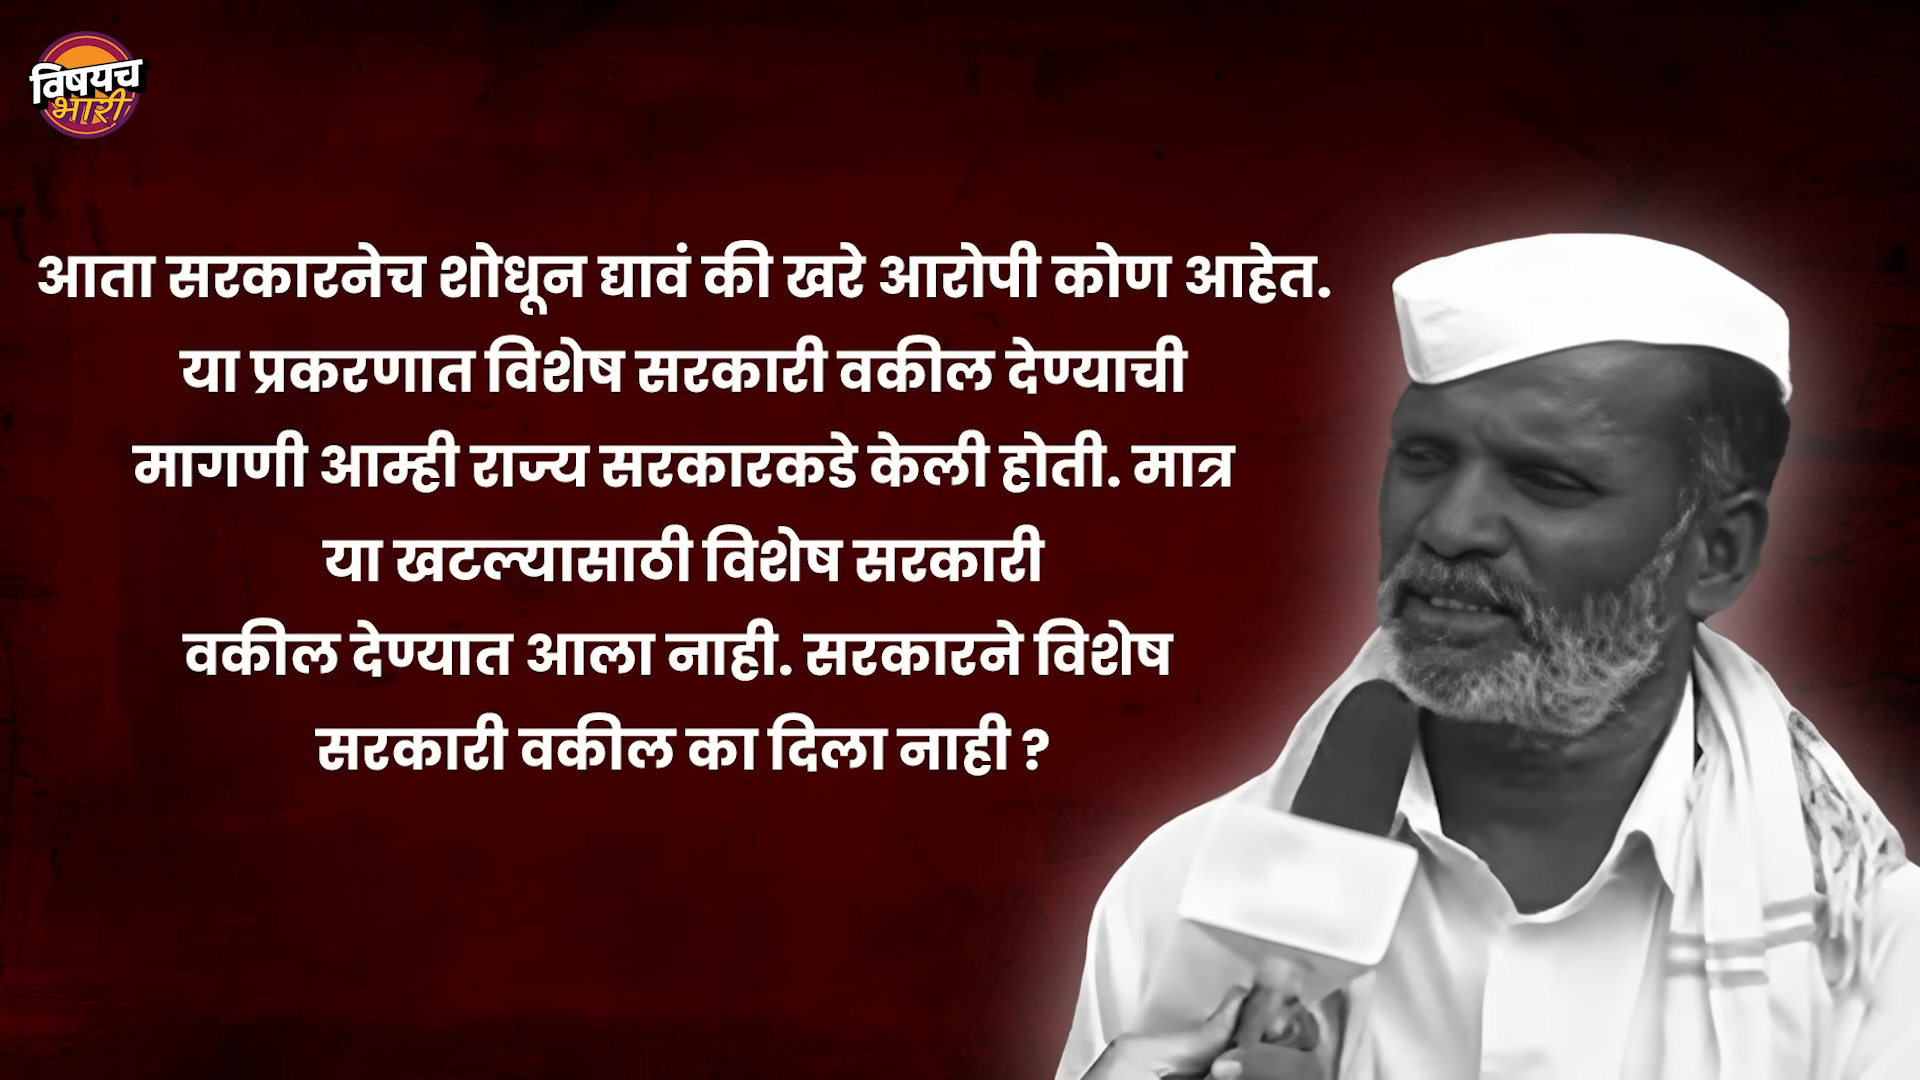 विषयच
भारी
आता सरकारनेच शोधून द्यावं की खरे आरोपी कोण आहेत.
या प्रकरणात विशेष सरकारी वकील देण्याची
मागणी आम्ही राज्य सरकारकडे केली होती. मात्र
या खटल्यासाठी विशेष सरकारी
वकील देण्यात आला नाही. सरकारने विशेष
सरकारी वकील का दिला नाही ?